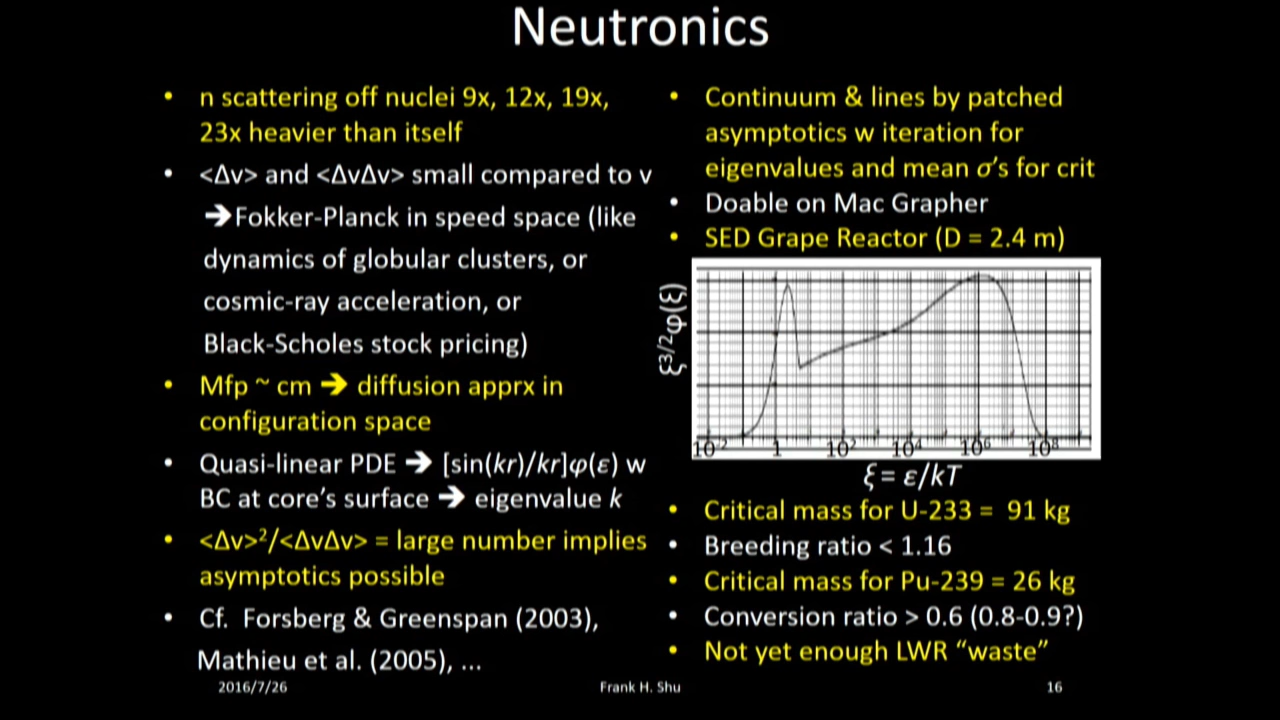 Neutronics
• n scattering off nuclei 9x, 12x, 19x,
23x heavier than itself
• <Δv> and <ΔvΔv> small compared to v
➔Fokker-Planck in speed space (like
dynamics of globular clusters, or
cosmic-ray acceleration, or
Black-Scholes stock pricing)
• Mfp ~ cm ➔ diffusion apprx in
configuration space
• Quasi-linear PDE ➔ [sin(kr)/kr]φ(ε) w
BC at core's surface ➔ eigenvalue k
• <Δv>²/<ΔvΔv> = large number implies
asymptotics possible
• Cf. Forsberg & Greenspan (2003),
Mathieu et al. (2005), ...
• Continuum & lines by patched
asymptotics w iteration for
eigenvalues and mean σ's for crit
• Doable on Mac Grapher
• SED Grape Reactor (D = 2.4 m)
ξ^3/2φ(ξ)
10^-2 1 10^2 10^4 10^6 10^8
ξ = ε/kT
• Critical mass for U-233 = 91 kg
• Breeding ratio < 1.16
• Critical mass for Pu-239 = 26 kg
• Conversion ratio > 0.6 (0.8-0.9?)
• Not yet enough LWR “waste”
2016/7/26 Frank H. Shu 16